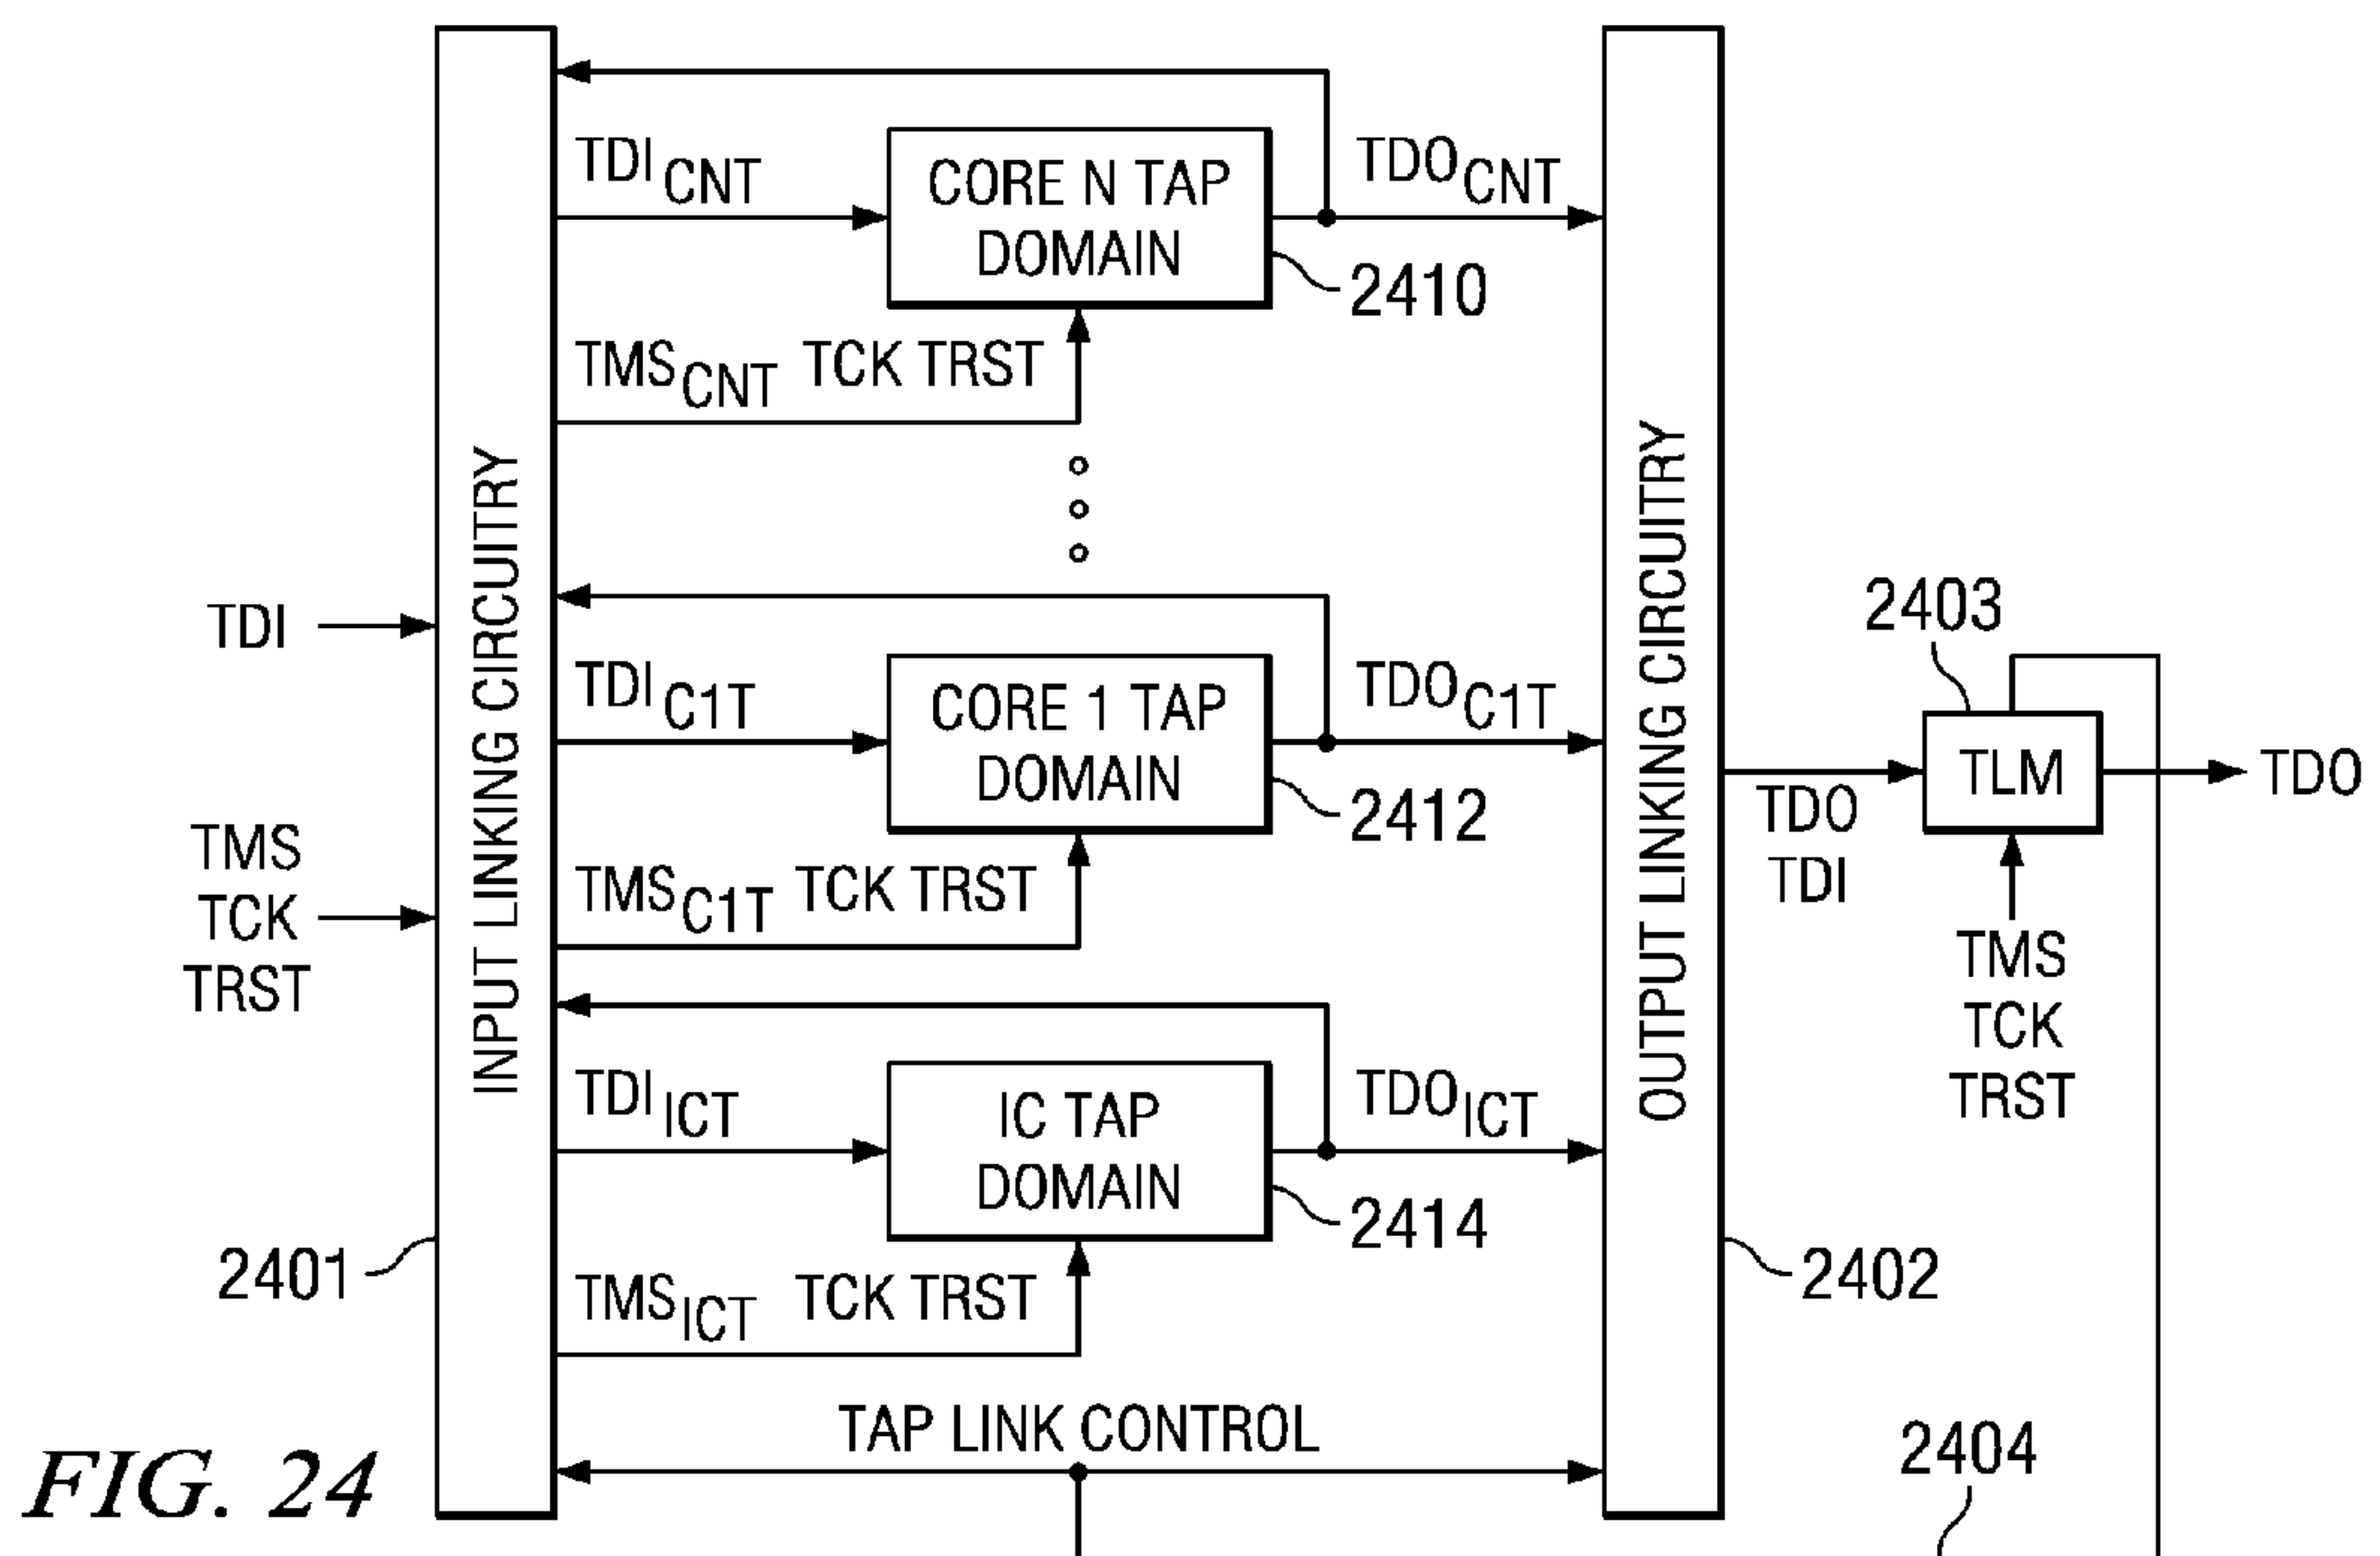 TDI CNT
CORE N TAP
DOMAIN
TDO CNT
2410
TMS CNT TCK TRST
INPUT LINKING CIRCUITRY
OUTPUT LINKING CIRCUITRY
TDI
TDI C1T
CORE 1 TAP
DOMAIN
TDO C1T
2412
2403
TLM
TDO
TDO
TDI
TMS
TCK
TRST
TMS C1T TCK TRST
TMS
TCK
TRST
TDI ICT
IC TAP
DOMAIN
TDO ICT
2414
2401
2402
TMS ICT TCK TRST
TAP LINK CONTROL
2404
FIG. 24